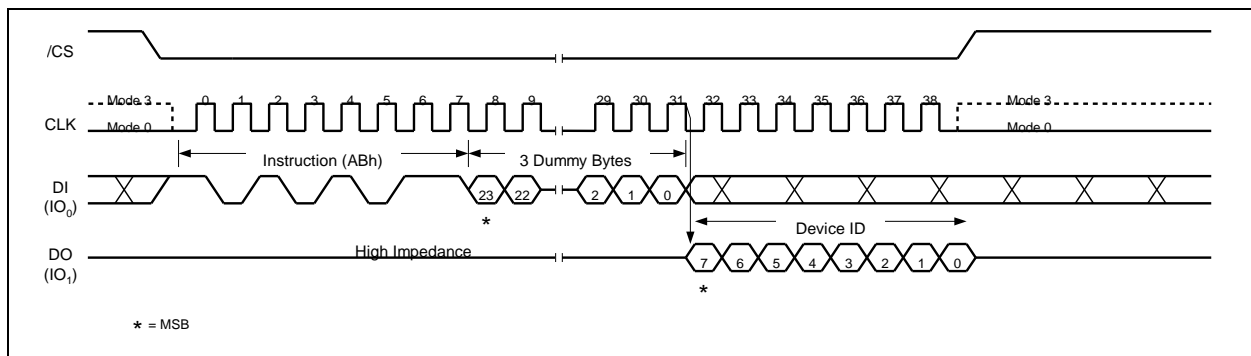 /CS
Mode 3 0 1 2 3 4 5 6 7 8 9 29 30 31 32 33 34 35 36 37 38 Mode 3
CLK
Mode 0 Mode 0
Instruction (ABh) 3 Dummy Bytes
DI
(IO0)
23 22 2 1 0
*
Device ID
High Impedance
DO
(IO1)
7 6 5 4 3 2 1 0
*
* = MSB